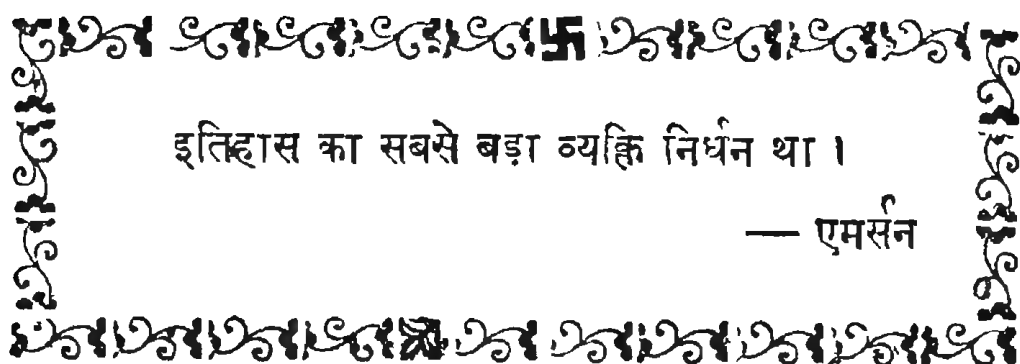 इतिहास का सबसे बड़ा व्यक्ति निर्धन था।
— एमर्सन